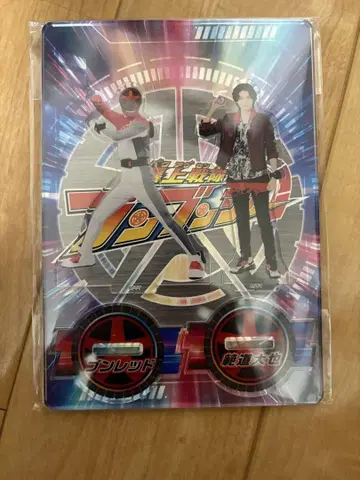 爆上戦隊
ブンブンジャー
ブンレッド
範道大也